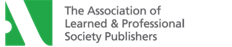 The Association of
Learned & Professional
Society Publishers